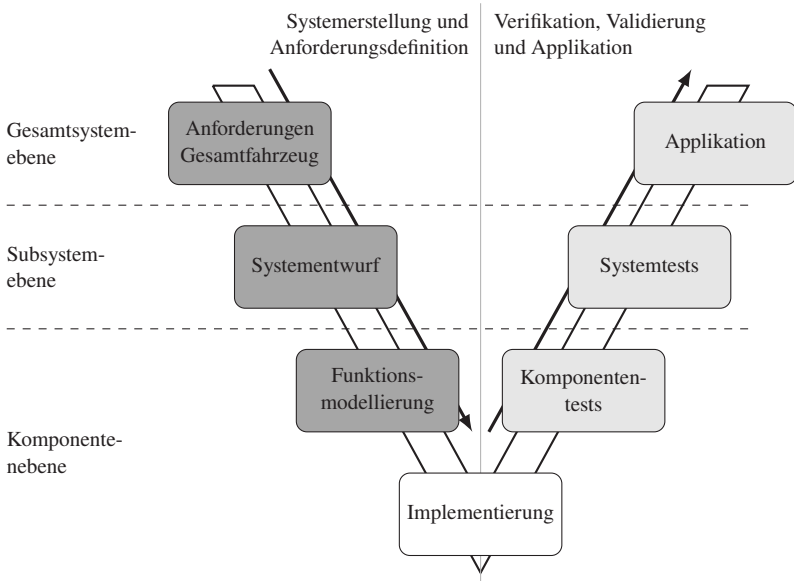 Systemerstellung und
Anforderungsdefinition
Verifikation, Validierung
und Applikation
Gesamtsystem-
ebene
Anforderungen
Gesamtfahrzeug
Applikation
Subsystem-
ebene
Systementwurf
Systemtests
Komponente-
nebene
Funktions-
modellierung
Komponenten-
tests
Implementierung